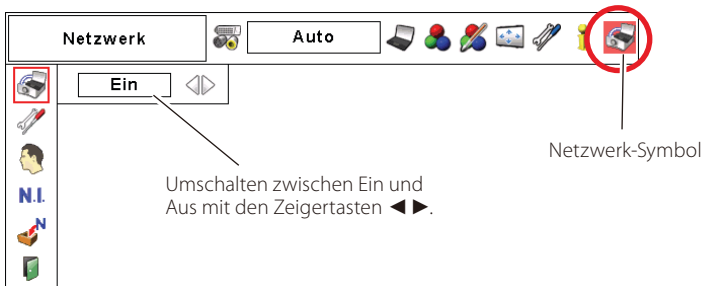 Netzwerk
Auto
Ein
Netzwerk-Symbol
Umschalten zwischen Ein und
Aus mit den Zeigertasten ◄ ►.
N.I.
N